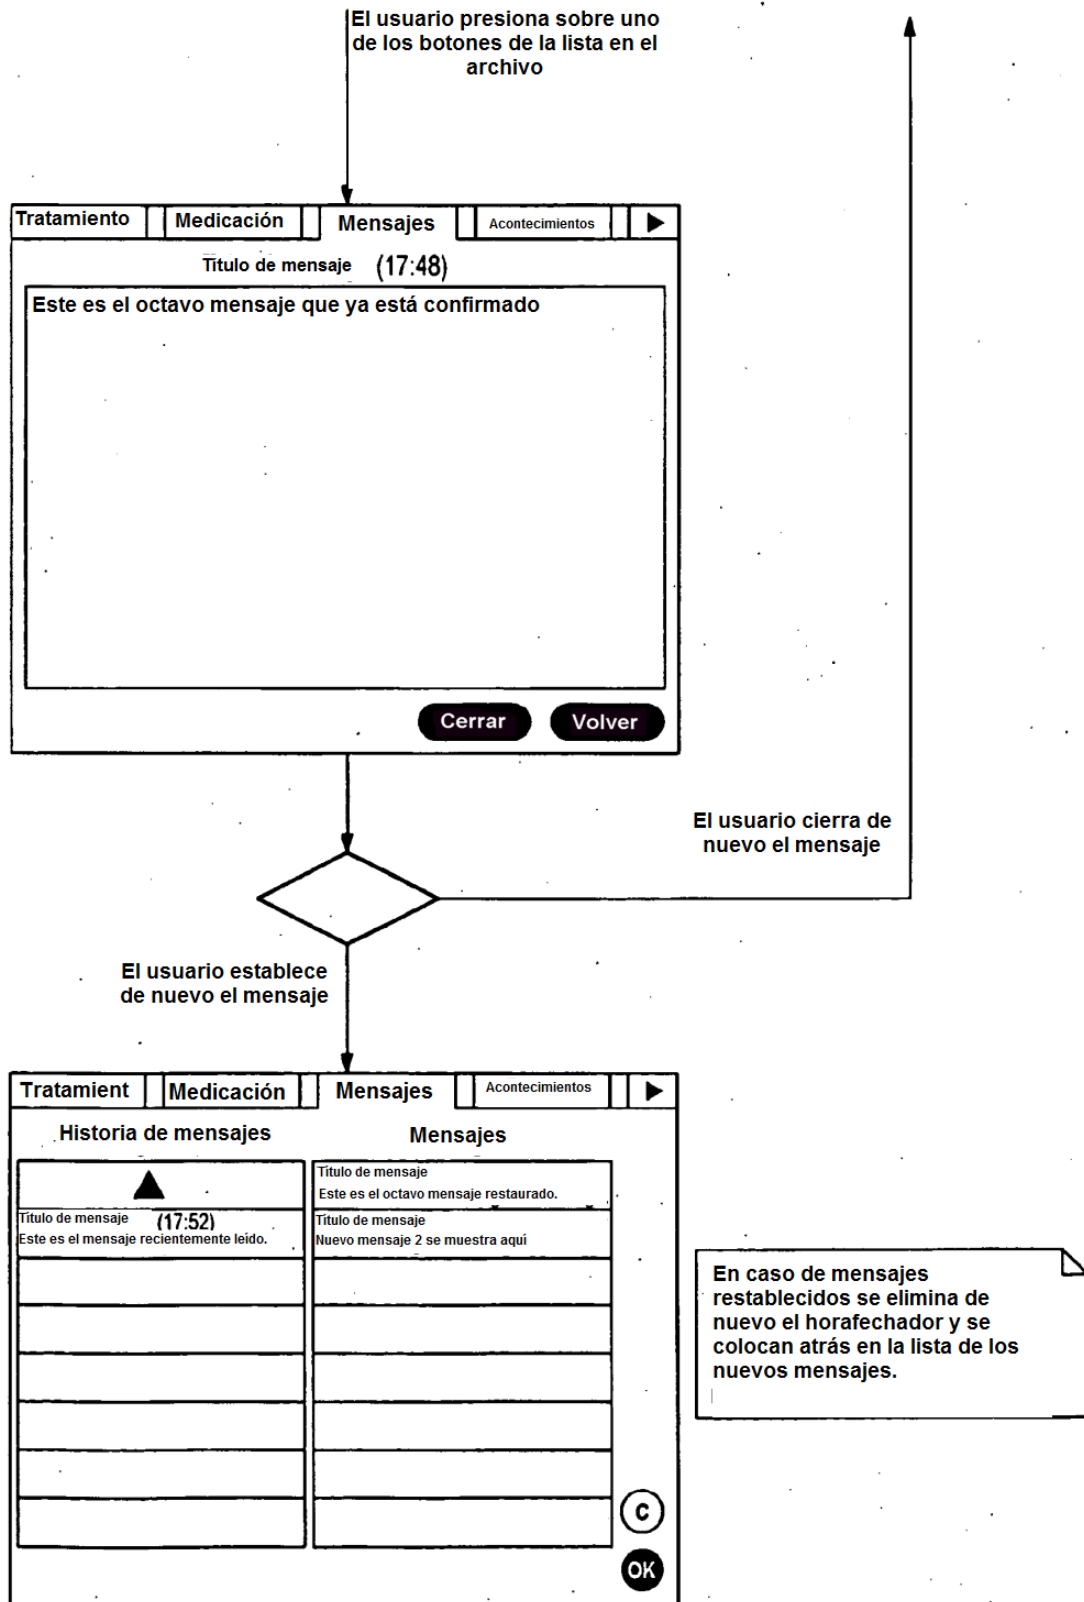 El usuario presiona sobre uno
de los botones de la lista en el
archivo
Tratamiento Medicación Mensajes Acontecimientos
Titulo de mensaje (17:48)
Este es el octavo mensaje que ya está confirmado
Cerrar Volver
El usuario cierra de
nuevo el mensaje
El usuario establece
de nuevo el mensaje
Tratamient Medicación Mensajes Acontecimientos
Historia de mensajes Mensajes
Titulo de mensaje
Este es el octavo mensaje restaurado.
Titulo de mensaje (17:52)
Este es el mensaje recientemente leído.
Titulo de mensaje
Nuevo mensaje 2 se muestra aquí
En caso de mensajes
restablecidos se elimina de
nuevo el horafechador y se
colocan atrás en la lista de los
nuevos mensajes.
C
OK